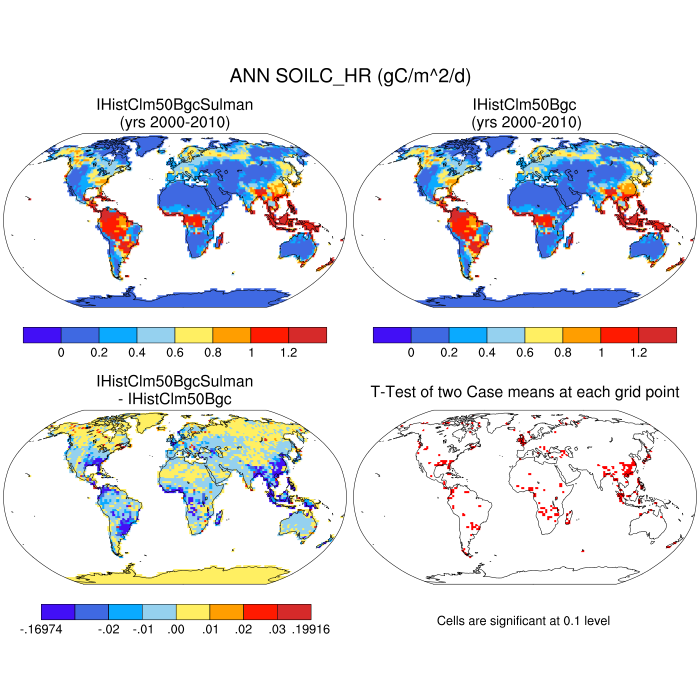 ANN SOILC_HR (gC/m^2/d)
IHistClm50BgcSulman
(yrs 2000-2010)
IHistClm50Bgc
(yrs 2000-2010)
0 0.2 0.4 0.6 0.8 1 1.2
0 0.2 0.4 0.6 0.8 1 1.2
IHistClm50BgcSulman
- IHistClm50Bgc
T-Test of two Case means at each grid point
-.16974 -.02 -.01 .00 .01 .02 .03 .19916
Cells are significant at 0.1 level